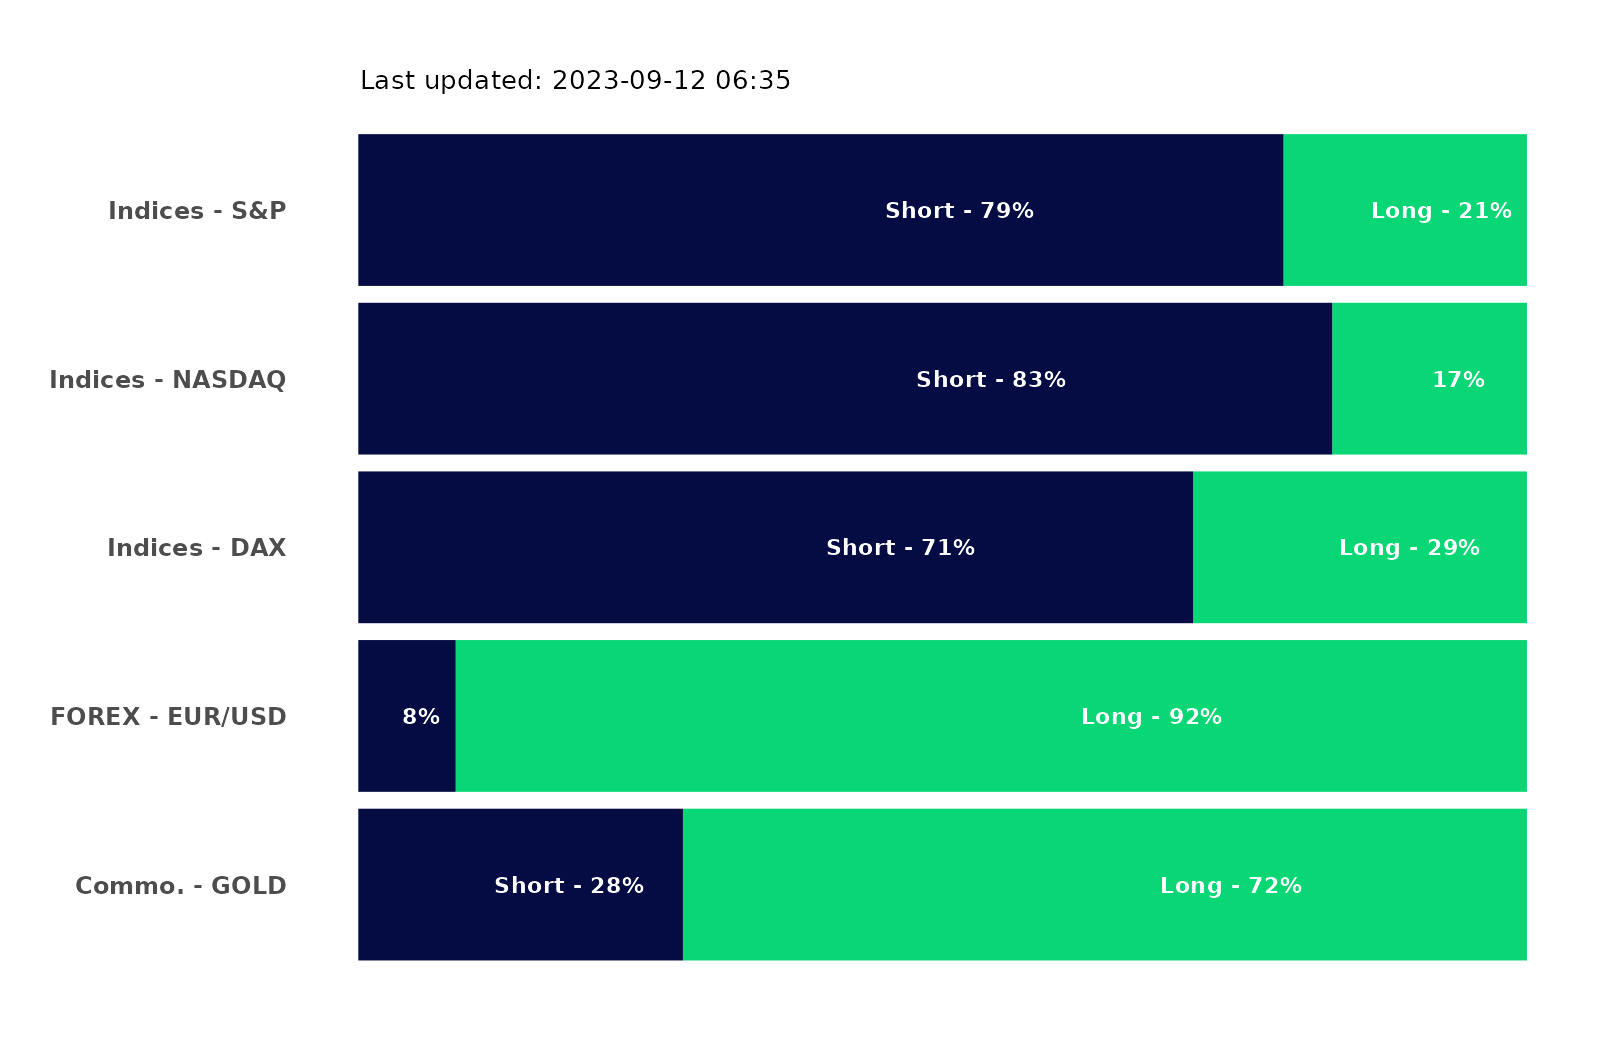 Last updated: 2023-09-12 06:35
Indices - S&P
Short - 79%
Long - 21%
Indices - NASDAQ
Short - 83%
17%
Indices - DAX
Short - 71%
Long - 29%
FOREX - EUR/USD
8%
Long - 92%
Commo. - GOLD
Short - 28%
Long - 72%